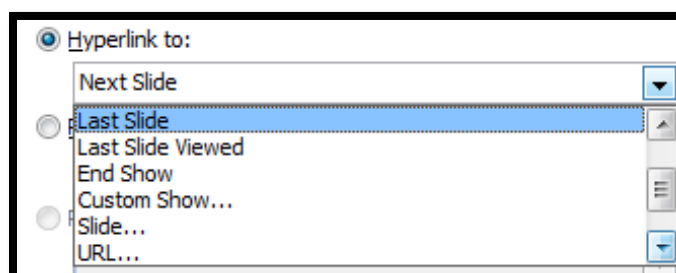 Hyperlink to:
Next Slide
Last Slide
Last Slide Viewed
End Show
Custom Show...
Slide...
URL...